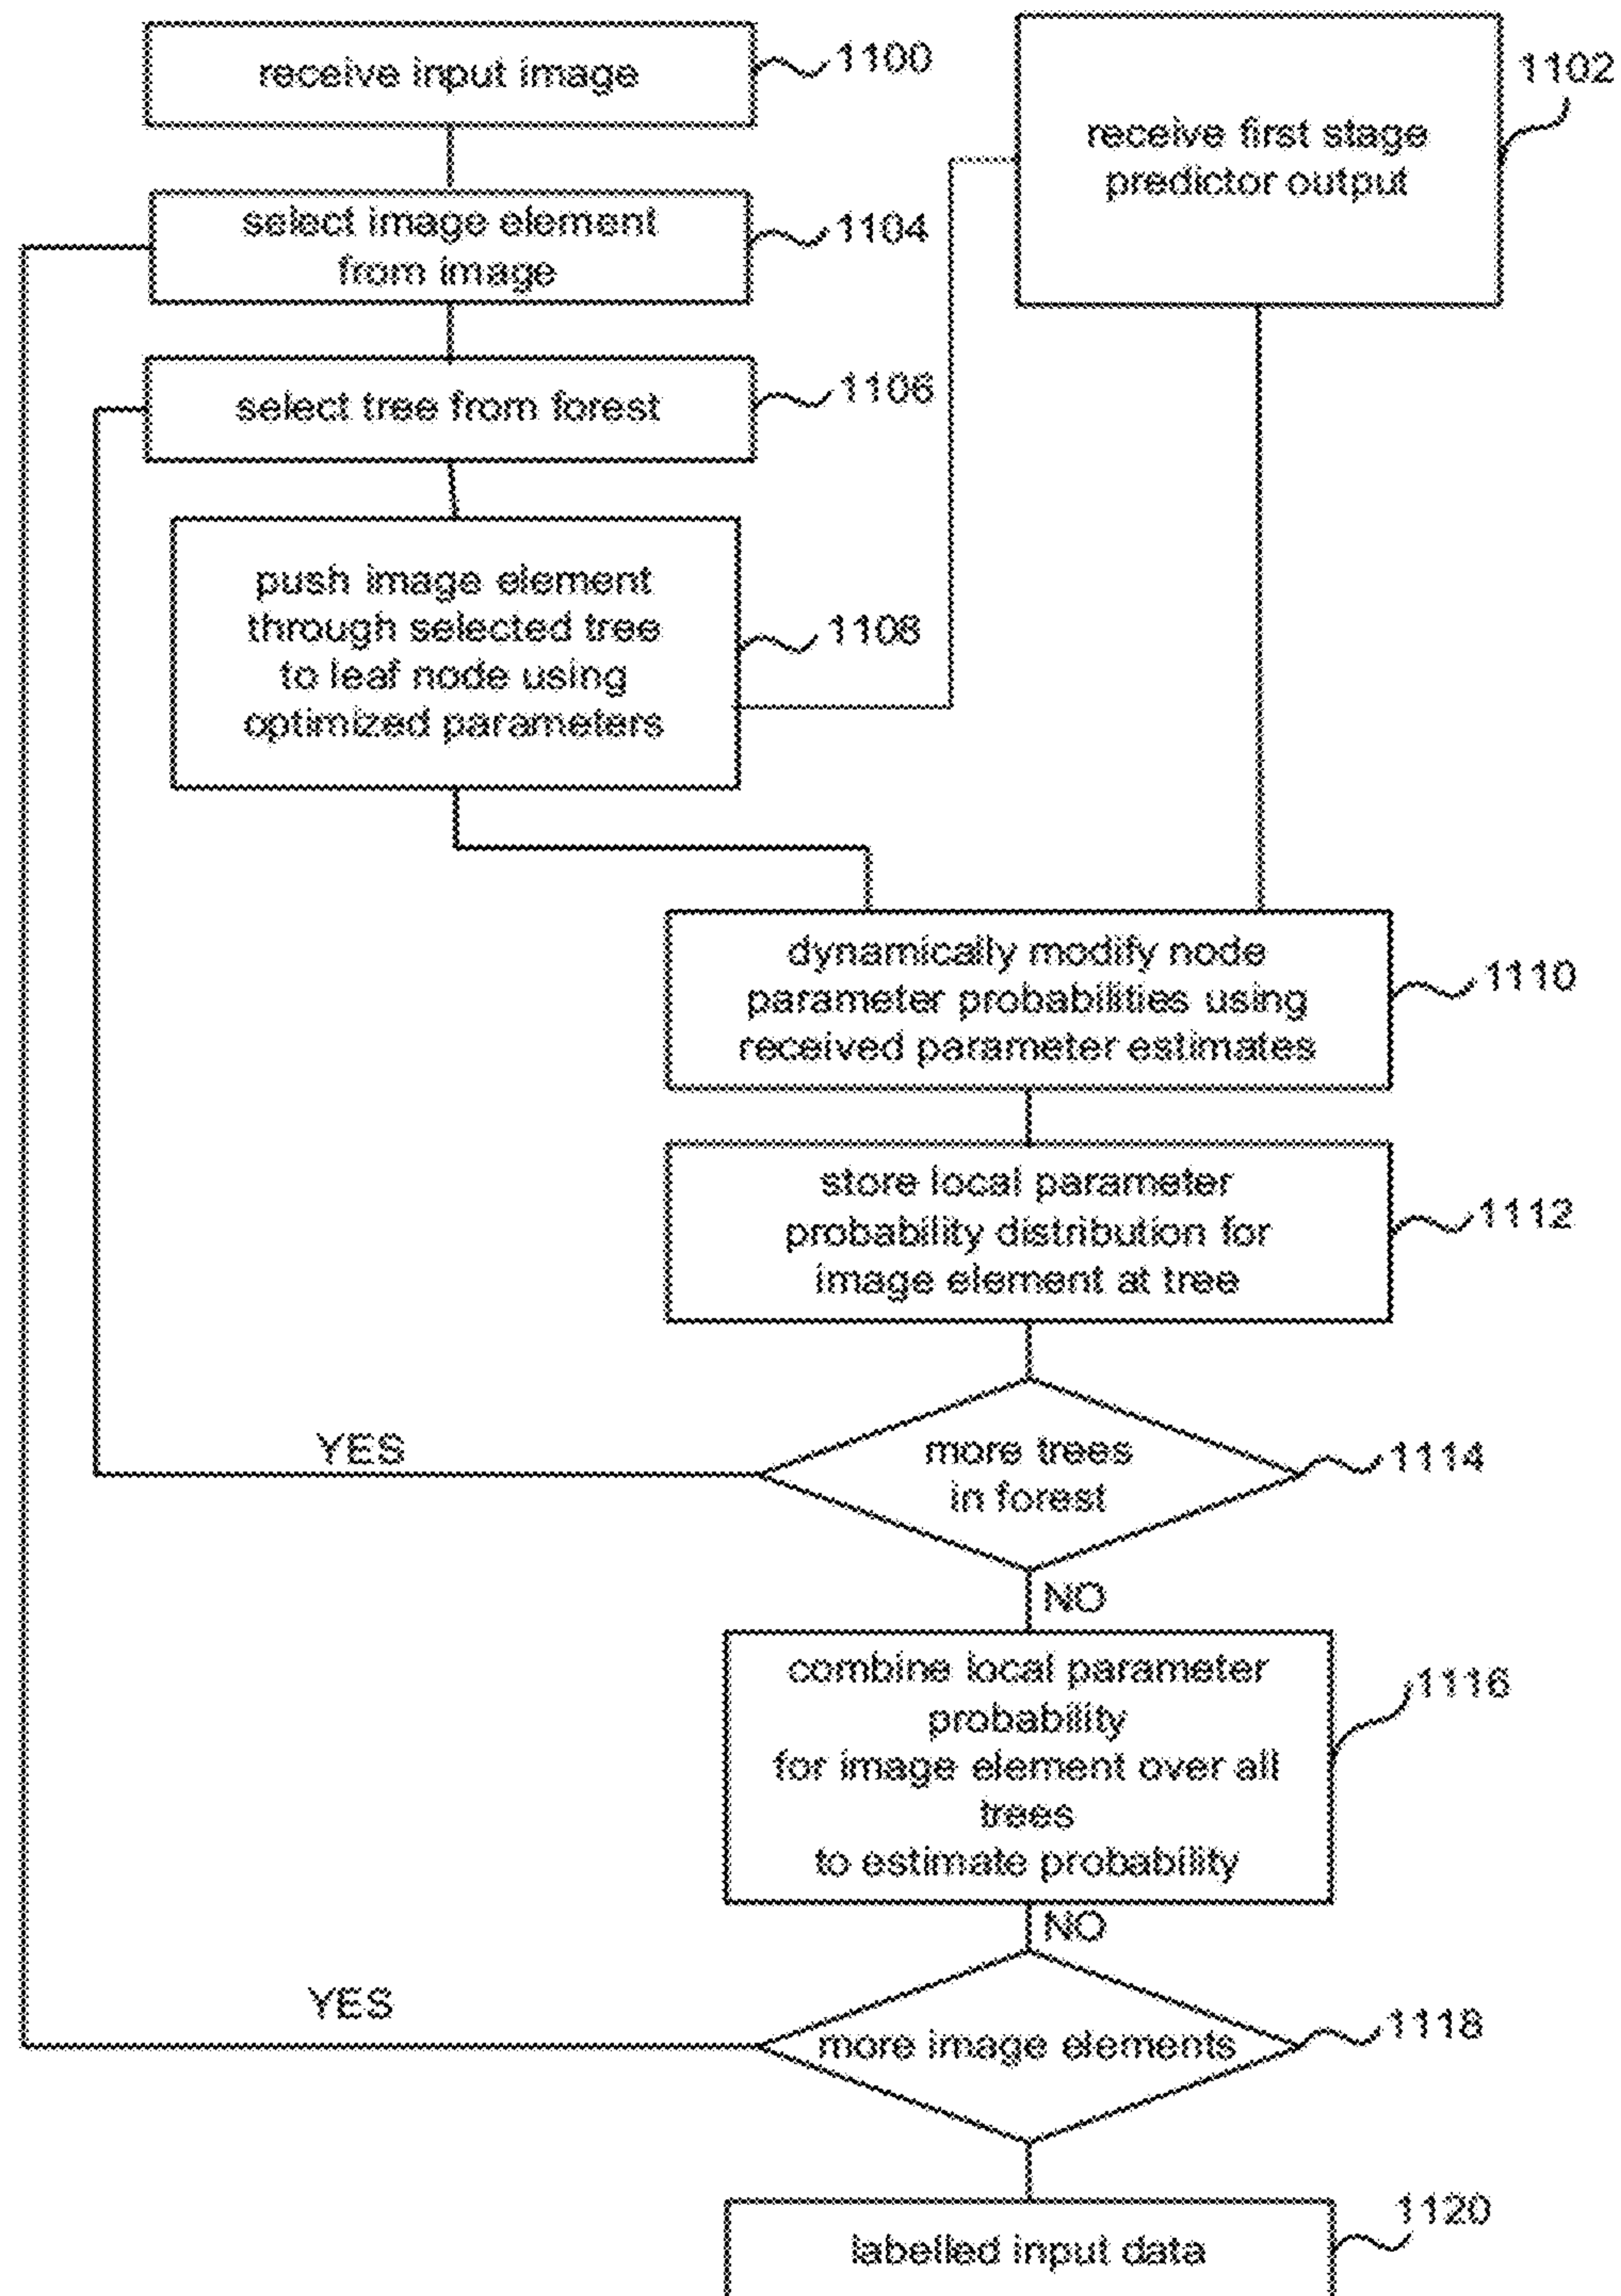 receive input image
1100
receive first stage
predictor output
1102
select image element
from image
1104
select tree from forest
1106
push image element
through selected tree
to leaf node using
optimized parameters
1108
dynamically modify node
parameter probabilities using
received parameter estimates
1110
store local parameter
probability distribution for
image element at tree
1112
YES
more trees
in forest
1114
NO
combine local parameter
probability
for image element over all
trees
to estimate probability
1116
NO
YES
more image elements
1118
labelled input data
1120